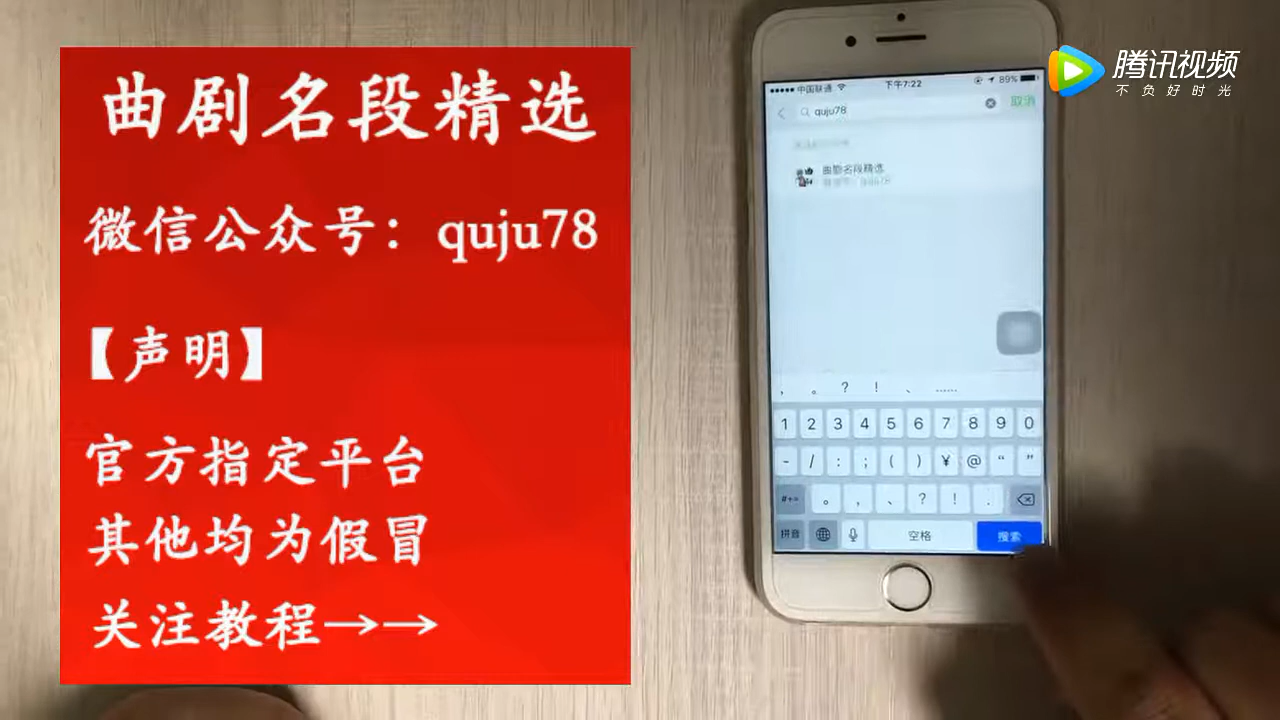 曲剧名段精选
微信公众号：quju78
【声明】
官方指定平台
其他均为假冒
关注教程→→
腾讯视频
不负好时光
中国联通
下午7:22
89%
quju78
取消
曲剧名段精选
, 。 ? ! 、 ……
1 2 3 4 5 6 7 8 9 0
- / : ; ( ) ¥ @ “ ”
#+= 。 , 、 ? ! .
拼音 空格 搜索